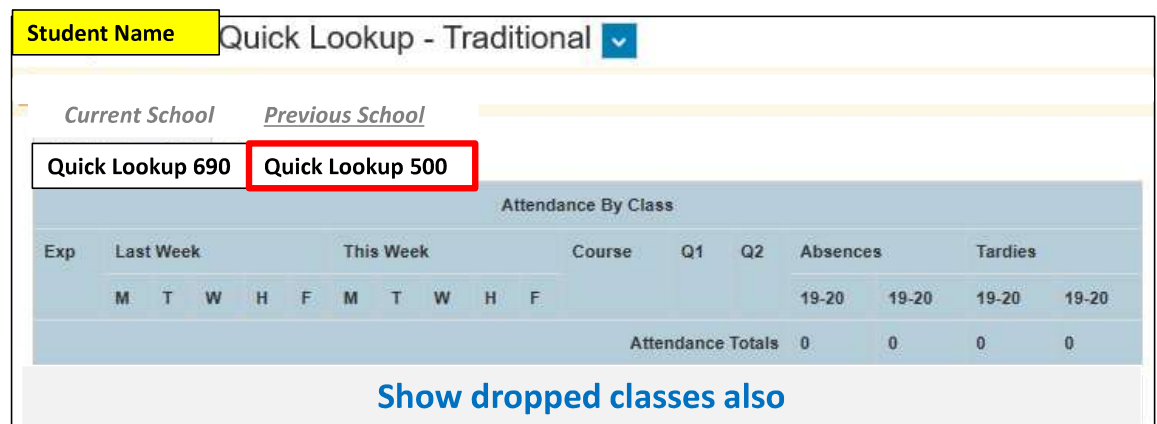 Student Name Quick Lookup - Traditional
Current School Previous School
Quick Lookup 690 Quick Lookup 500
Attendance By Class
Exp Last Week This Week Course Q1 Q2 Absences Tardies
M T W H F M T W H F 19-20 19-20 19-20 19-20
Attendance Totals 0 0 0 0
Show dropped classes also